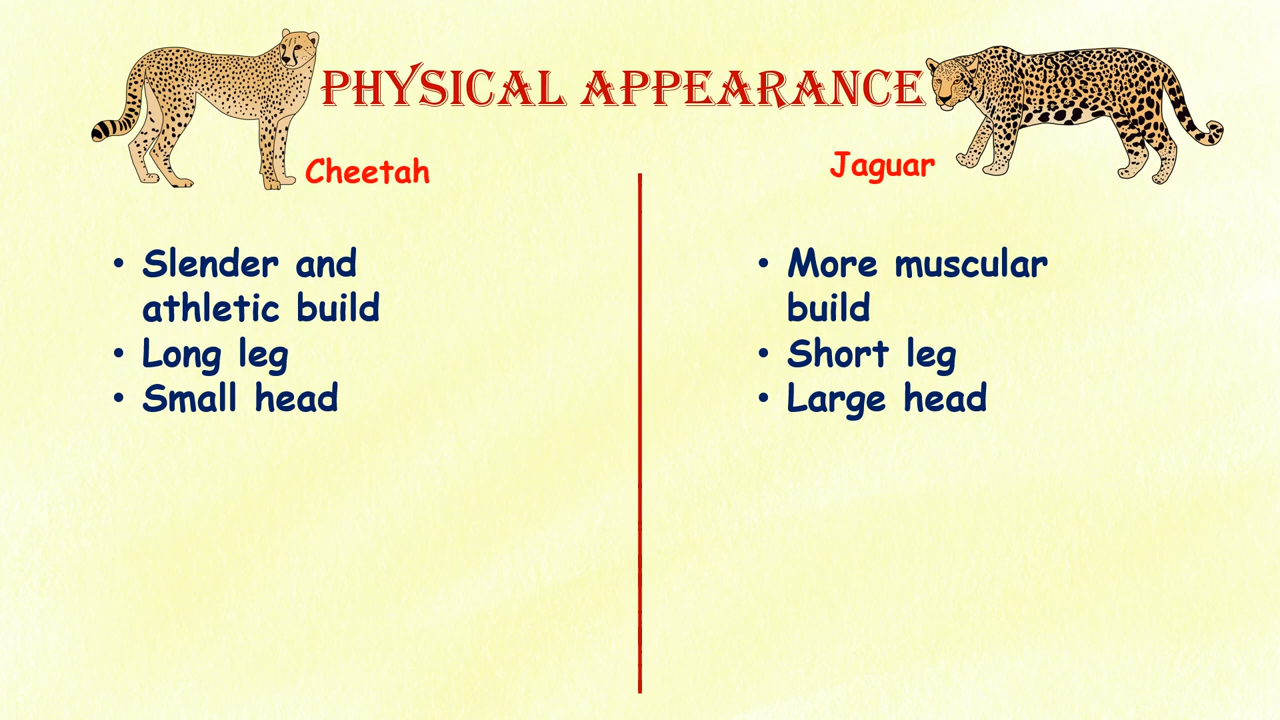 PHYSICAL APPEARANCE
Cheetah
• Slender and
athletic build
• Long leg
• Small head
Jaguar
• More muscular
build
• Short leg
• Large head